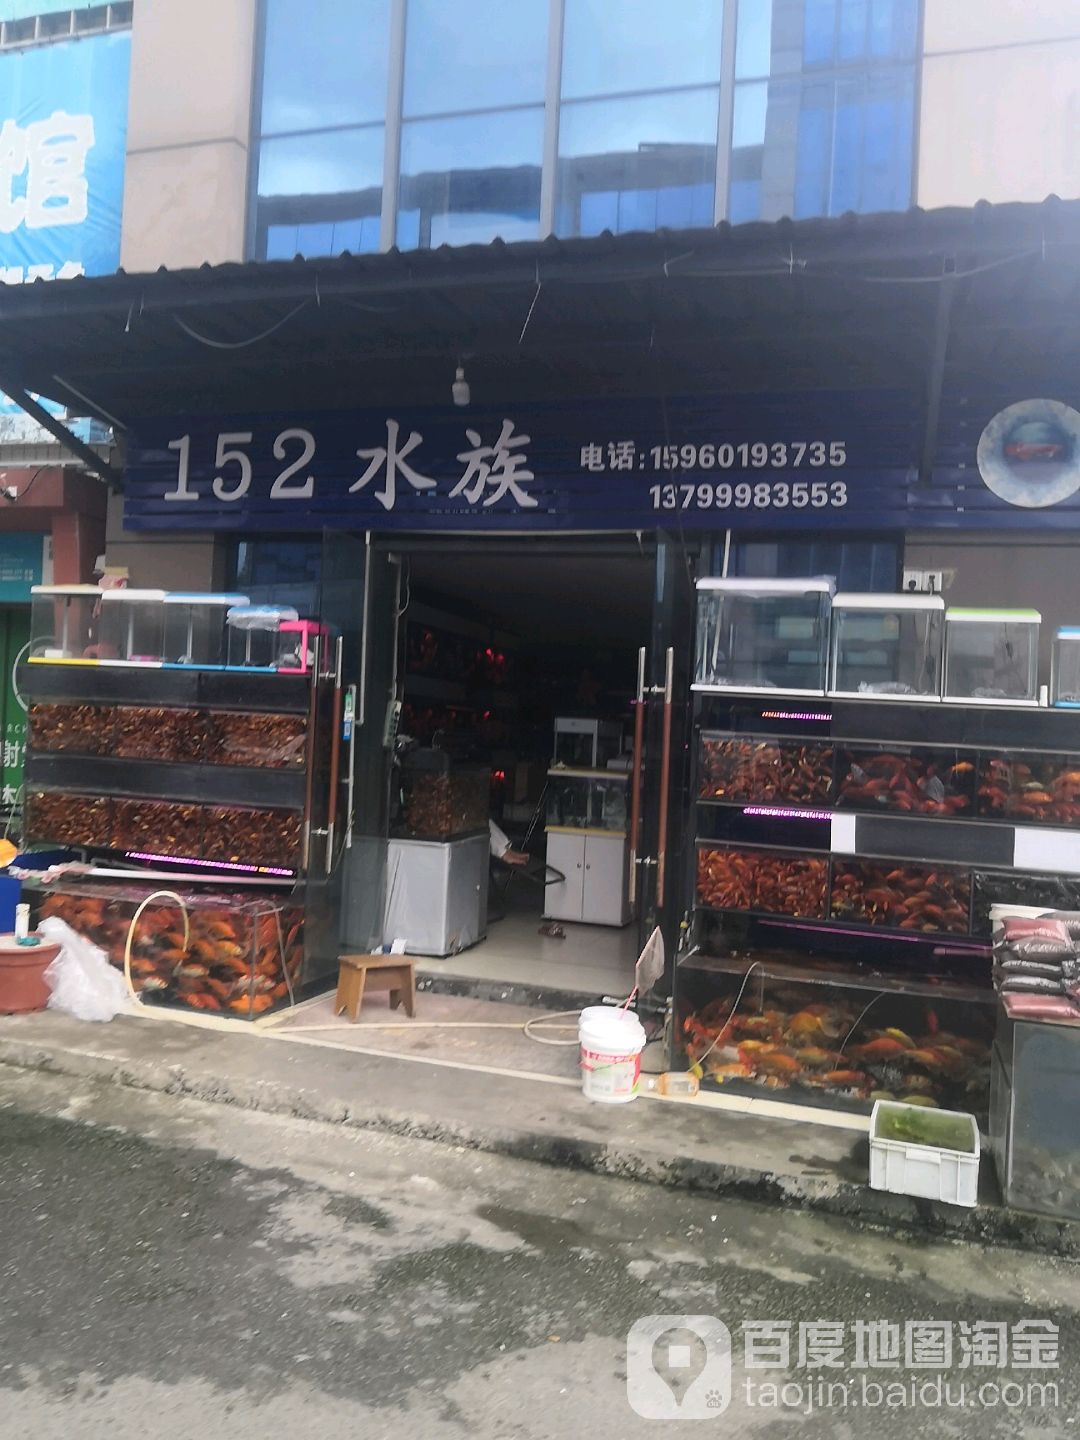 馆
152 水族
电话:15960193735
13799983553
百度地图淘金
taojin.baidu.com